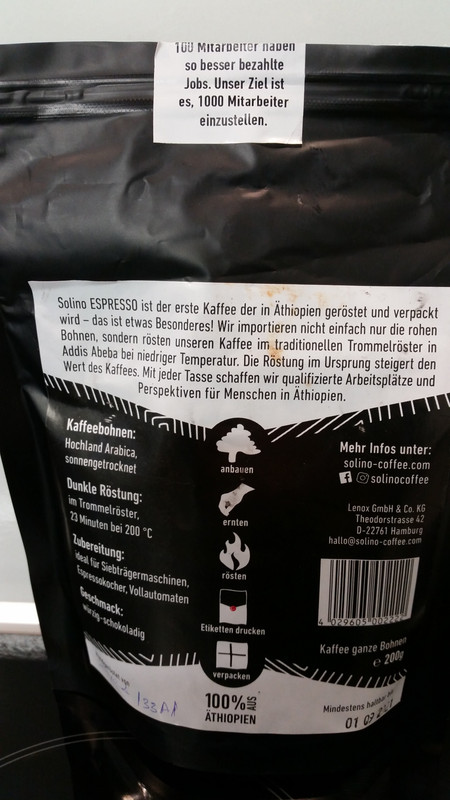 100 Mitarbeiter haben
so besser bezahlte
Jobs. Unser Ziel ist
es, 1000 Mitarbeiter
einzustellen.
Solino ESPRESSO ist der erste Kaffee der in Äthiopien geröstet und verpackt
wird – das ist etwas Besonderes! Wir importieren nicht einfach nur die rohen
Bohnen, sondern rösten unseren Kaffee im traditionellen Trommelröster in
Addis Abeba bei niedriger Temperatur. Die Röstung im Ursprung steigert den
Wert des Kaffees. Mit jeder Tasse schaffen wir qualifizierte Arbeitsplätze und
Perspektiven für Menschen in Äthiopien.
Kaffeebohnen:
Hochland Arabica,
sonnengetrocknet
Dunkle Röstung:
im Trommelröster,
23 Minuten bei 200 °C
Zubereitung:
ideal für Siebträgermaschinen,
Espressokocher, Vollautomaten
Geschmack:
würzig-schokoladig
anbauen
ernten
rösten
Etiketten drucken
verpacken
Mehr Infos unter:
solino-coffee.com
solinocoffee
Lenox GmbH & Co. KG
Theodorstrasse 42
D-22761 Hamburg
hallo@solino-coffee.com
4 029605 002222
Kaffee ganze Bohnen
e 200g
100% AUS
ÄTHIOPIEN
Mindestens haltbar bis:
01 07